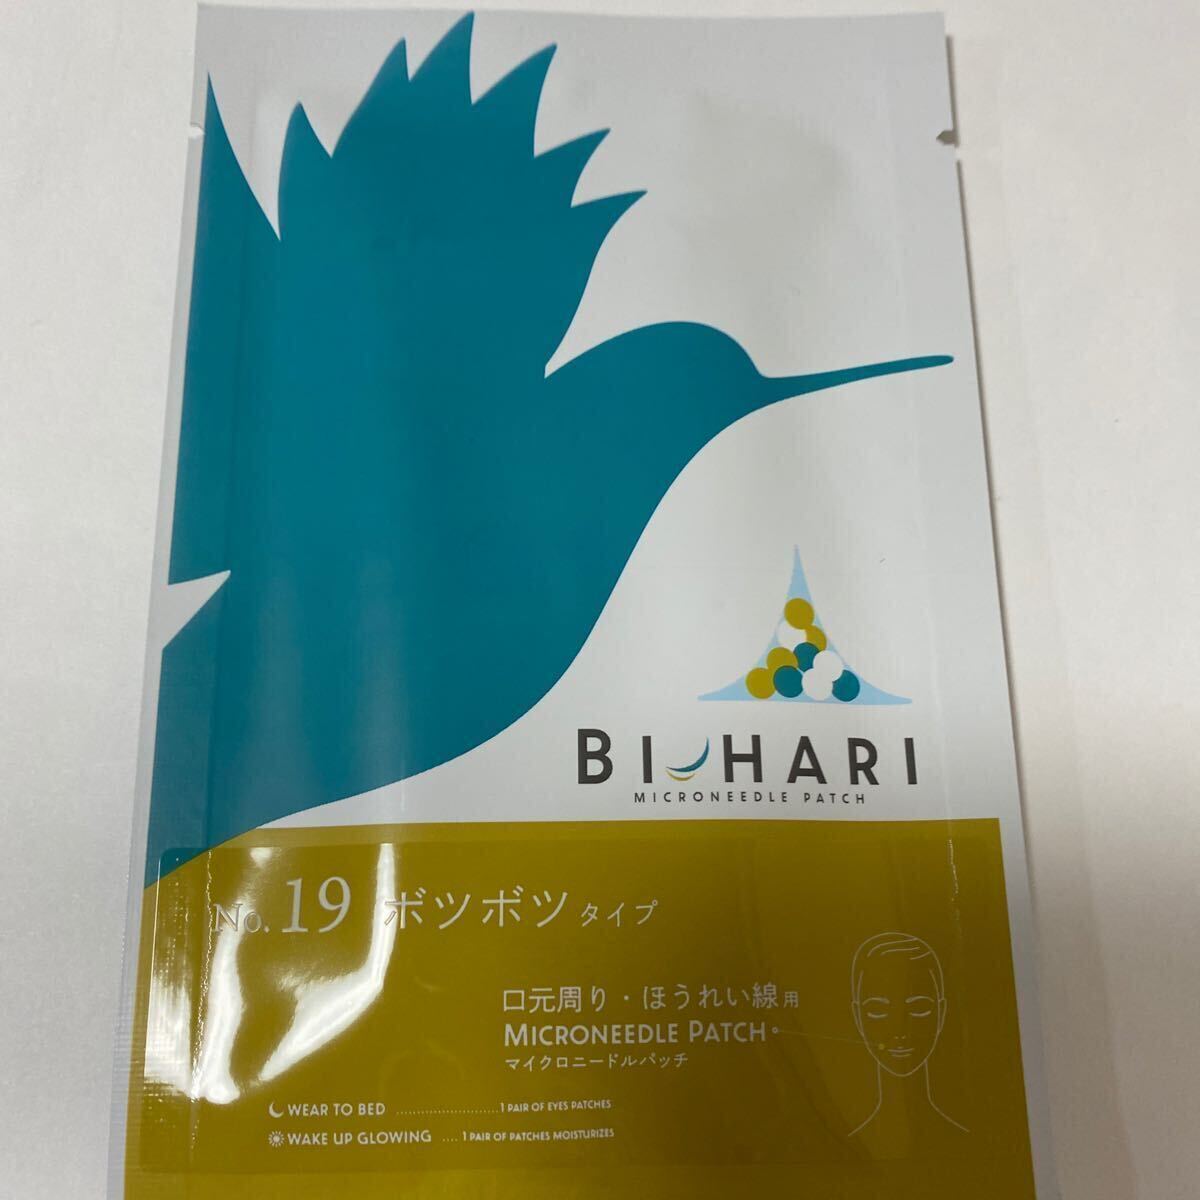 BI HARI
MICRONEEDLE PATCH
No. 19 ボツボツ タイプ
口元周り・ほうれい線用
MICRONEEDLE PATCH
マイクロニードルパッチ
WEAR TO BED ........................1 PAIR OF EYES PATCHES
WAKE UP GLOWING .... 1 PAIR OF PATCHES MOISTURIZES